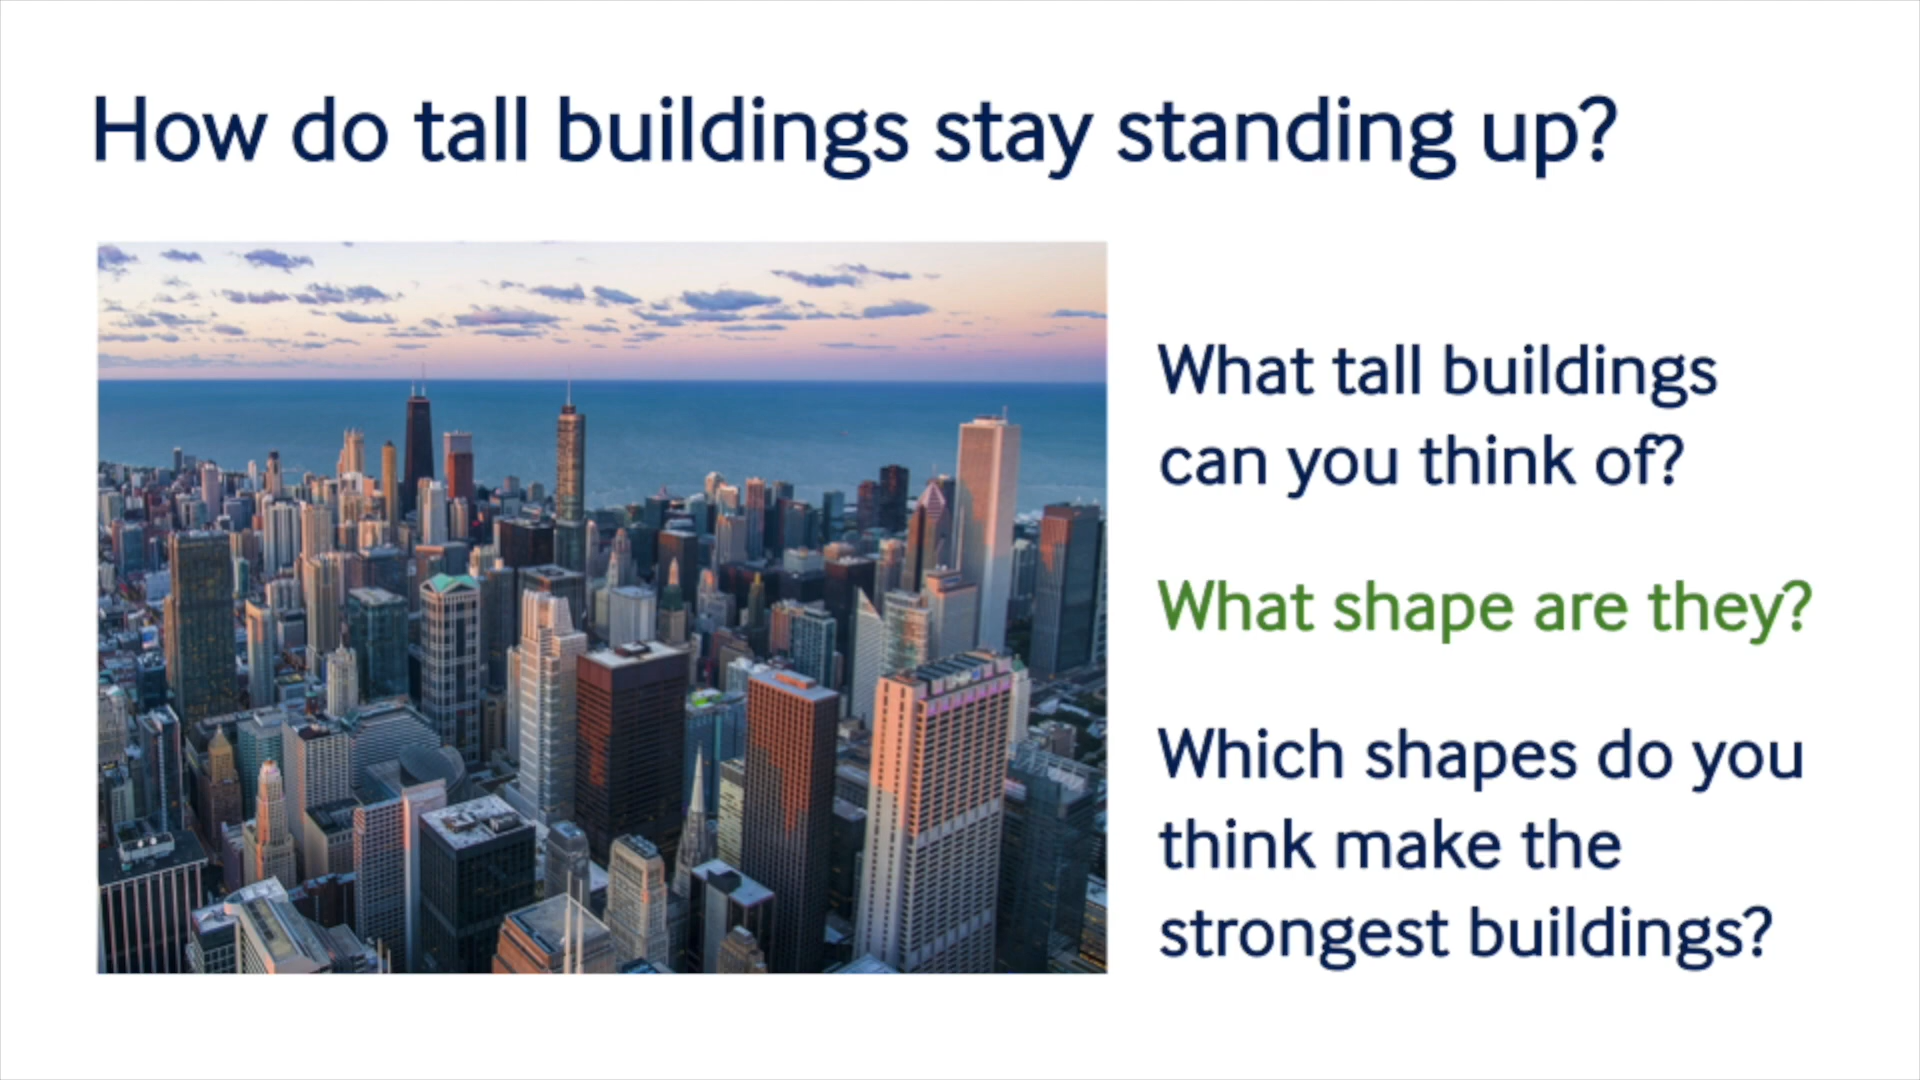 How do tall buildings stay standing up?
What tall buildings
can you think of?
What shape are they?
Which shapes do you
think make the
strongest buildings?